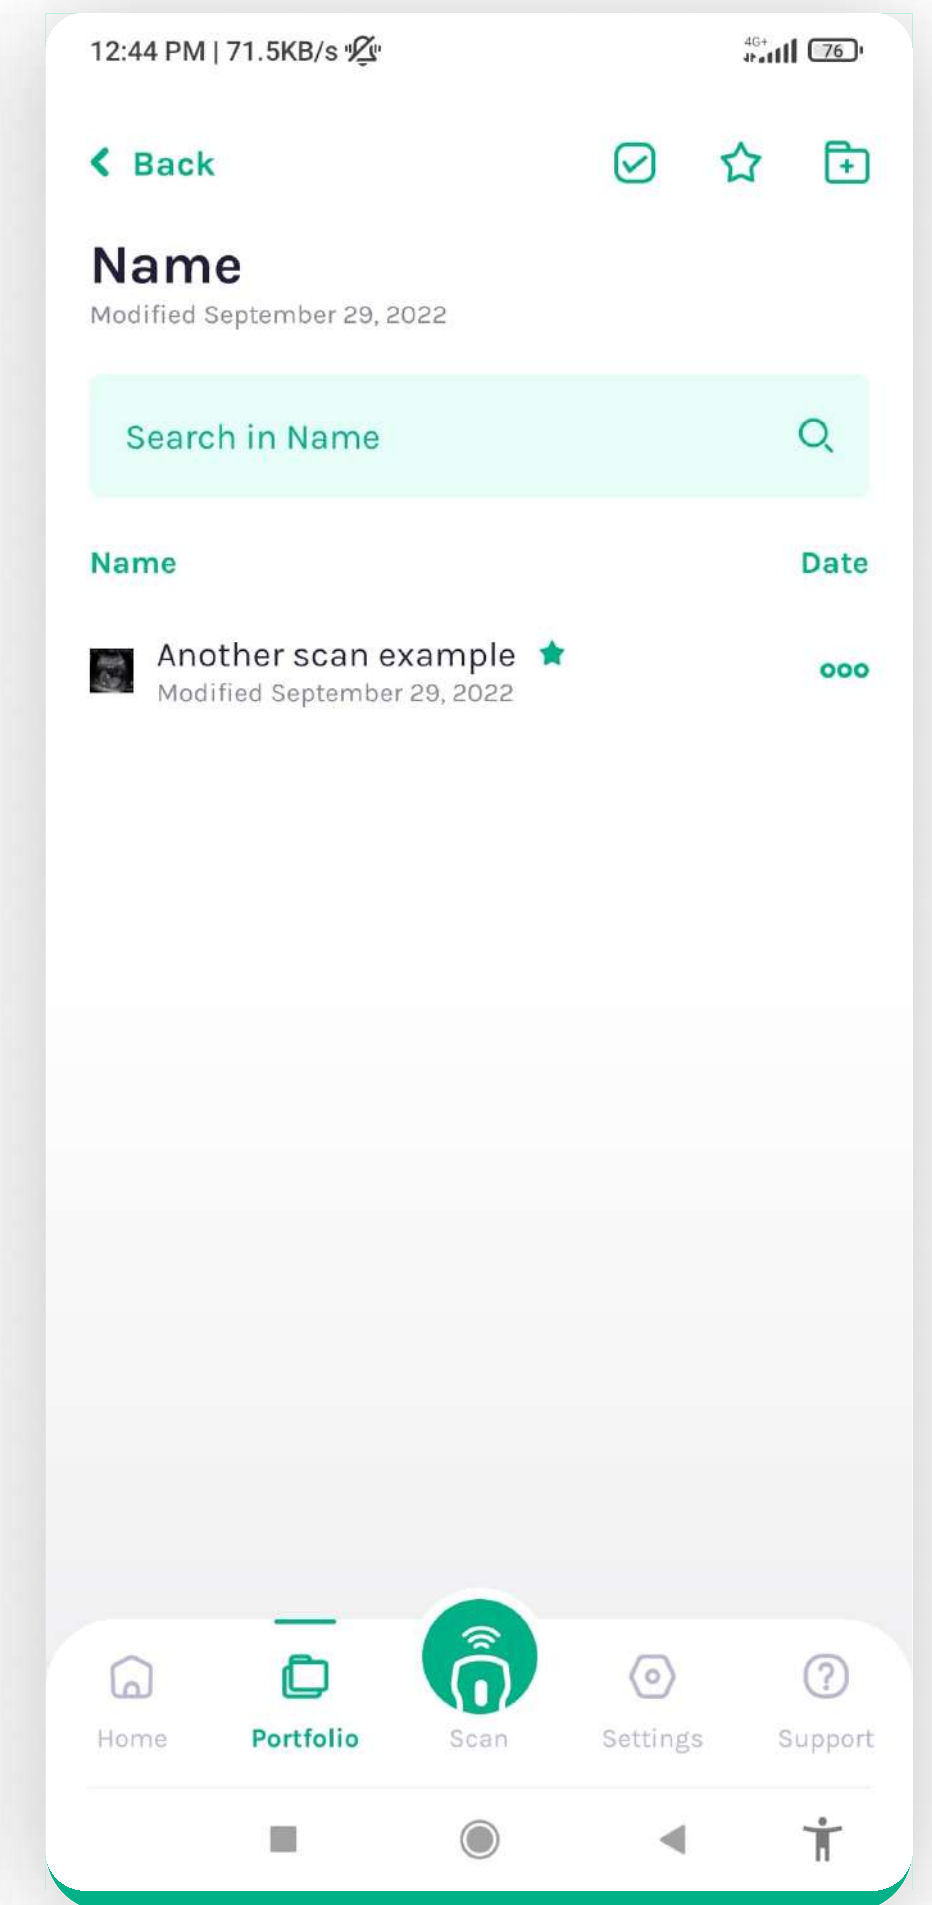 12:44 PM | 71.5KB/s
4G+
76
Back
Name
Modified September 29, 2022
Search in Name
Name Date
Another scan example
Modified September 29, 2022
Home Portfolio Scan Settings Support